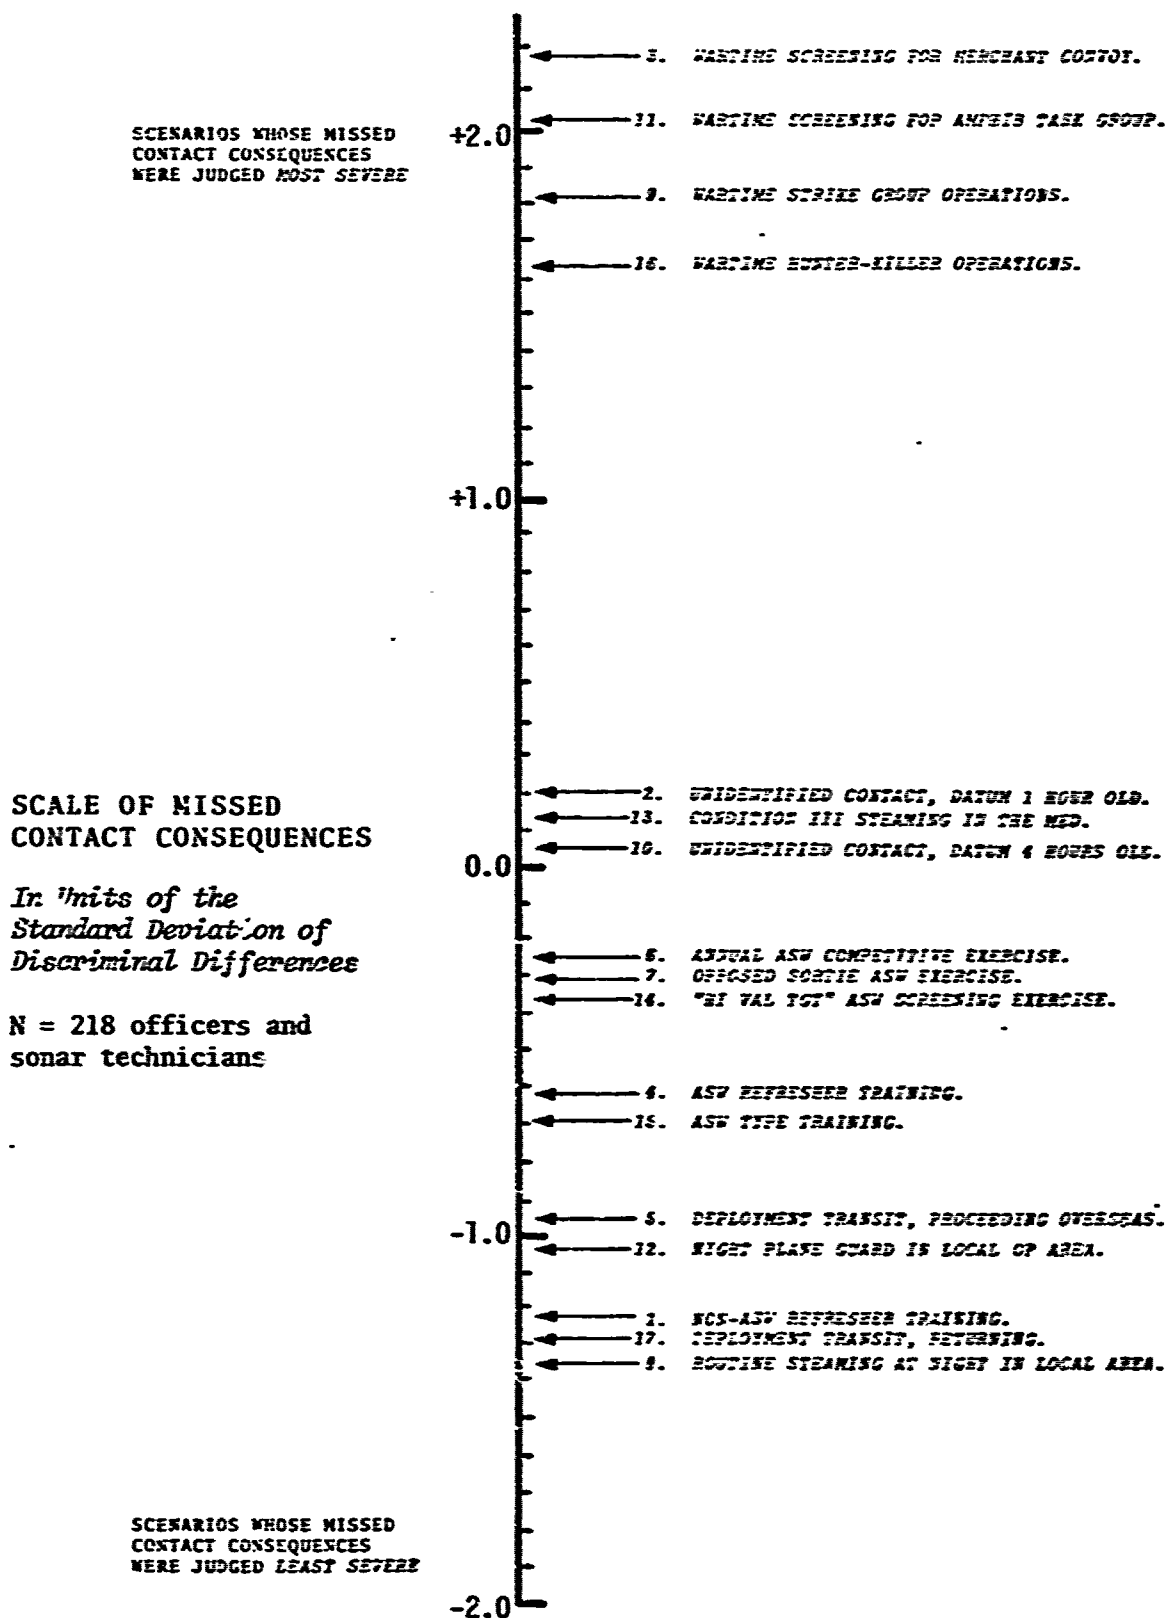 3. WARTIME SCREENING FOR MERCHANT CONVOY.
SCENARIOS WHOSE MISSED
CONTACT CONSEQUENCES
WERE JUDGED MOST SEVERE
+2.0
11. WARTIME SCREENING FOR AMPHIB TASK GROUP.
9. WARTIME STRIKE GROUP OPERATIONS.
16. WARTIME HUNTER-KILLER OPERATIONS.
+1.0
SCALE OF MISSED
CONTACT CONSEQUENCES
In Units of the
Standard Deviation of
Discriminal Differences
N = 218 officers and
sonar technicians
2. UNIDENTIFIED CONTACT, DATUM 1 HOUR OLD.
13. CONDITION III STEAMING IN THE MED.
10. UNIDENTIFIED CONTACT, DATUM 4 HOURS OLD.
0.0
6. ANNUAL ASW COMPETITIVE EXERCISE.
7. OPPOSED SORTIE ASW EXERCISE.
14. "HI VAL TGT" ASW SCREENING EXERCISE.
4. ASW REFRESHER TRAINING.
15. ASW TYPE TRAINING.
5. DEPLOYMENT TRANSIT, PROCEEDING OVERSEAS.
-1.0
12. NIGHT PLANE GUARD IN LOCAL OP AREA.
1. NON-ASW REFRESHER TRAINING.
17. DEPLOYMENT TRANSIT, RETURNING.
8. ROUTINE STEAMING AT NIGHT IN LOCAL AREA.
SCENARIOS WHOSE MISSED
CONTACT CONSEQUENCES
WERE JUDGED LEAST SEVERE
-2.0